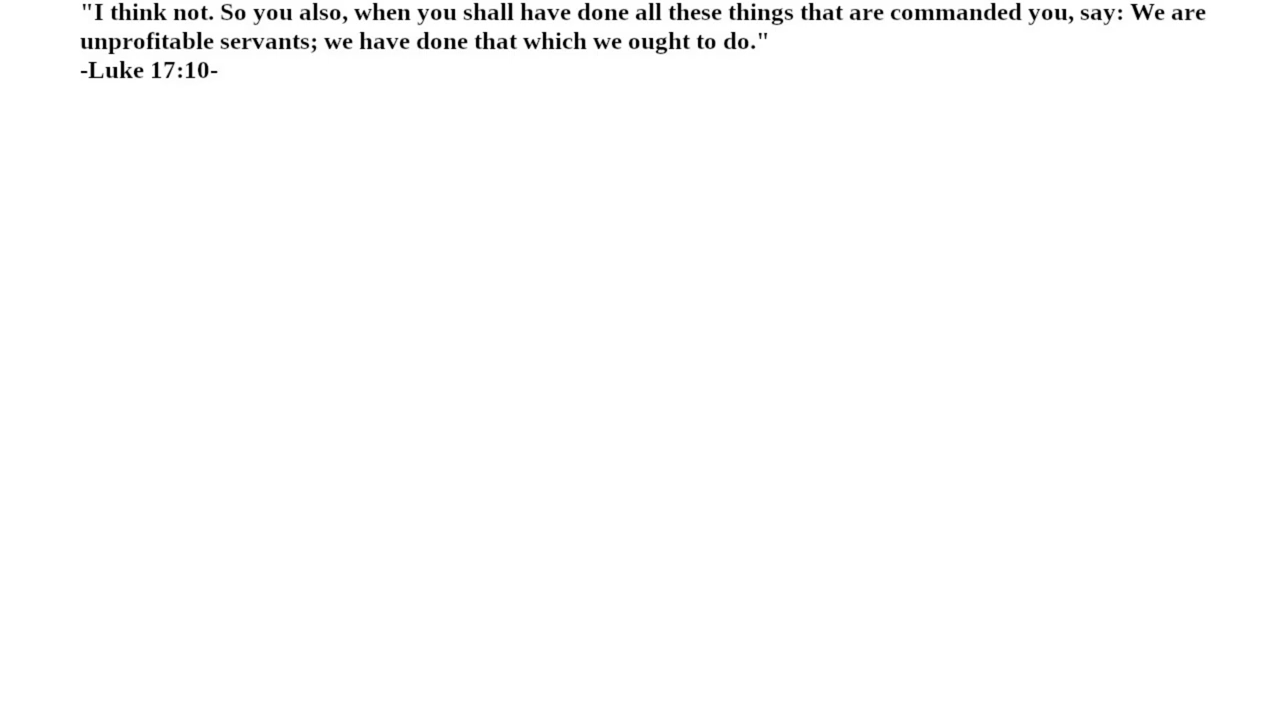 "I think not. So you also, when you shall have done all these things that are commanded you, say: We are
unprofitable servants; we have done that which we ought to do."
-Luke 17:10-